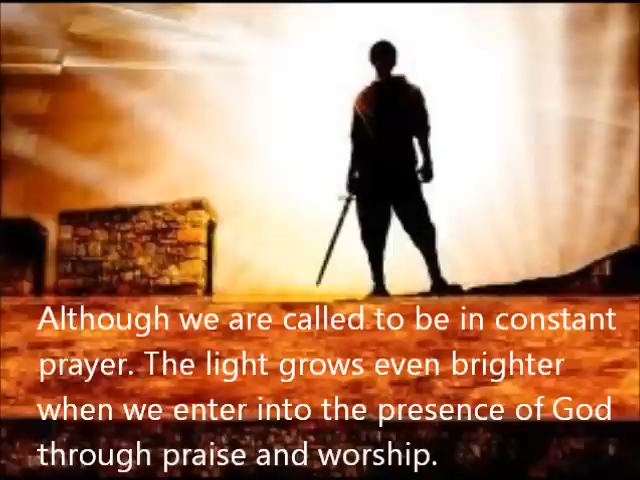 Although we are called to be in constant
prayer. The light grows even brighter
when we enter into the presence of God
through praise and worship.